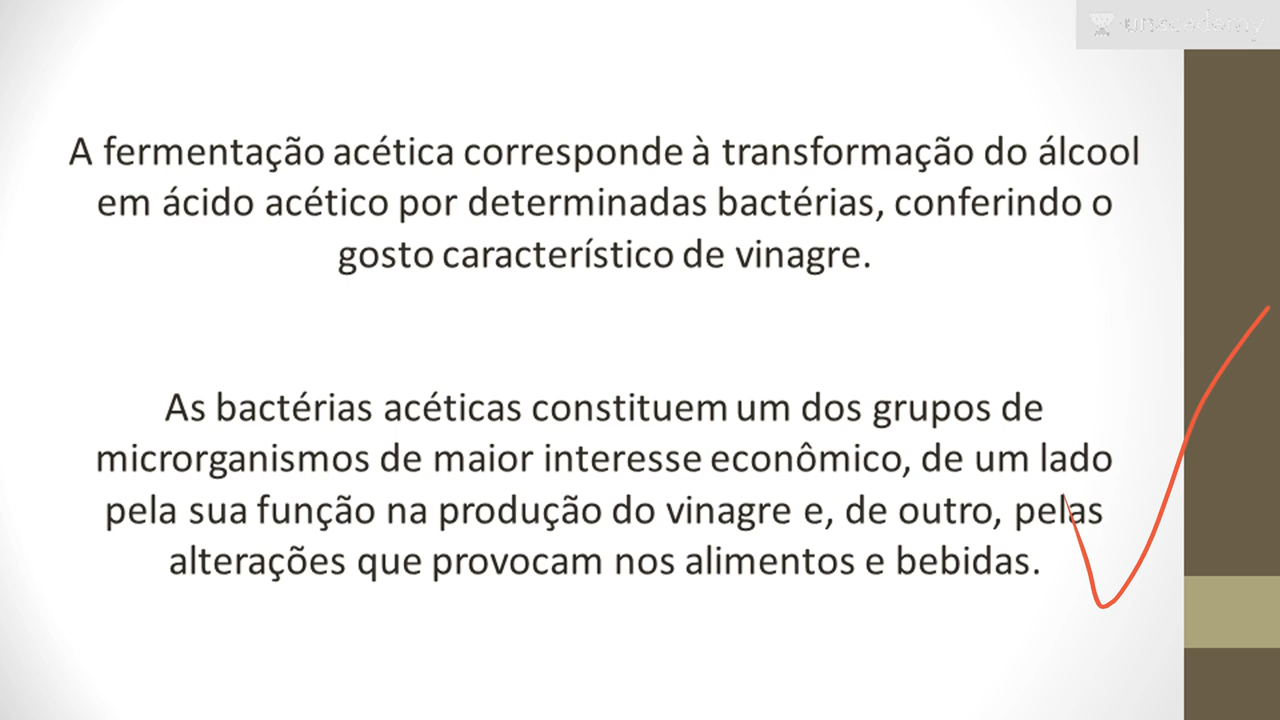 unacademy
A fermentação acética corresponde à transformação do álcool
em ácido acético por determinadas bactérias, conferindo o
gosto característico de vinagre.
As bactérias acéticas constituem um dos grupos de
microrganismos de maior interesse econômico, de um lado
pela sua função na produção do vinagre e, de outro, pelas
alterações que provocam nos alimentos e bebidas.